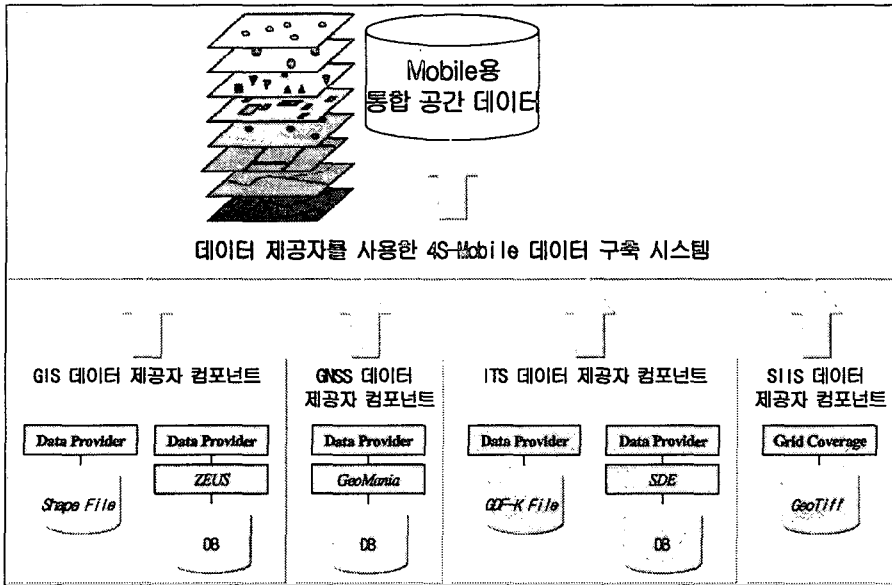 Mobile용
통합 공간 데이터
데이터 제공자를 사용한 4S-Mobile 데이터 구축 시스템
GIS 데이터 제공자 컴포넌트
GNSS 데이터
제공자 컴포넌트
ITS 데이터 제공자 컴포넌트
SIIS 데이터
제공자 컴포넌트
Data Provider
Data Provider
Data Provider
Data Provider
Data Provider
Grid Coverage
ZEUS
GeoMania
SDE
Shape File
GDF-K File
GeoTiff
DB
DB
DB